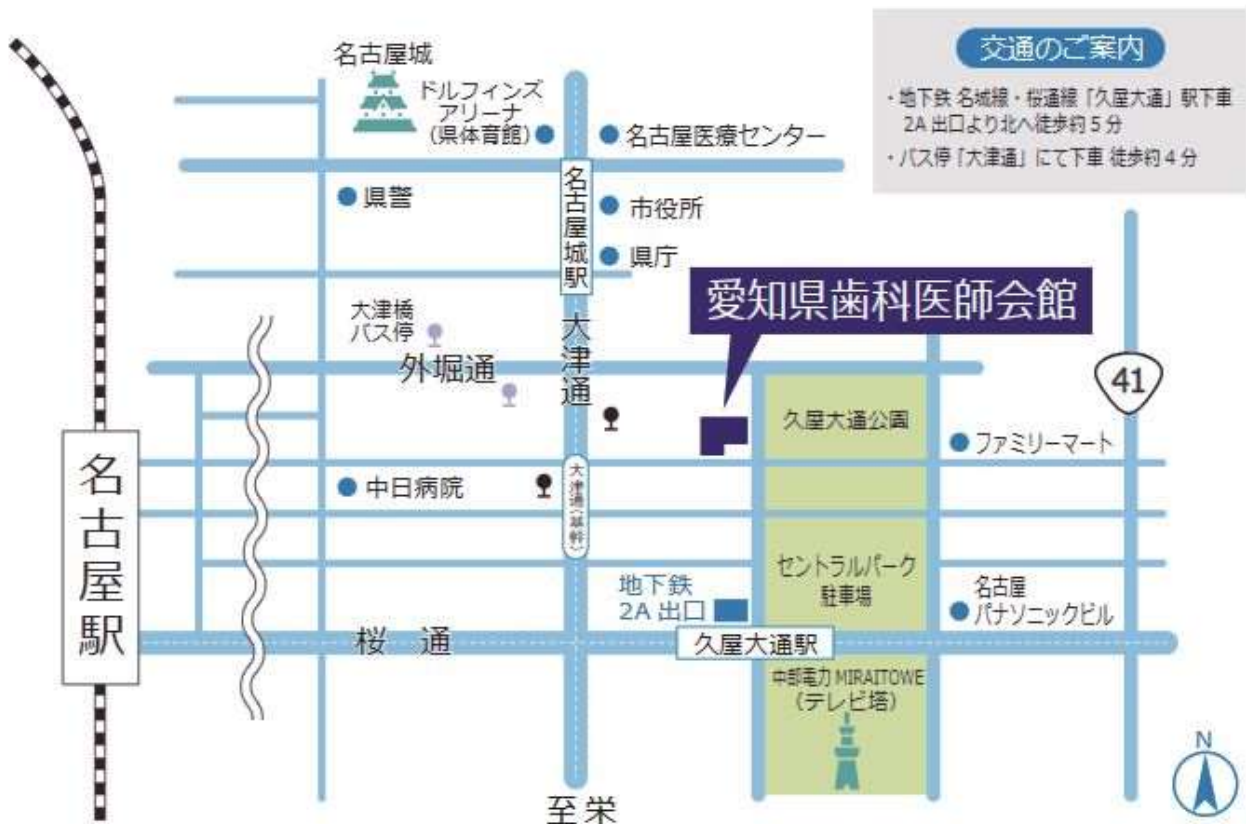 交通のご案内
・地下鉄 名城線・桜通線「久屋大通」駅下車
2A 出口より北へ徒歩約5分
・バス停「大津通」にて下車 徒歩約4分
名古屋城
ドルフィンズ
アリーナ
(県体育館)
名古屋医療センター
県警
名古屋城駅
市役所
県庁
愛知県歯科医師会館
大津橋
バス停
大津通
外堀通
41
久屋大通公園
ファミリーマート
名古屋駅
中日病院
大津通(基幹)
セントラルパーク
駐車場
地下鉄
2A 出口
名古屋
パナソニックビル
桜 通
久屋大通駅
中部電力 MIRAITOWE
(テレビ塔)
N
至栄